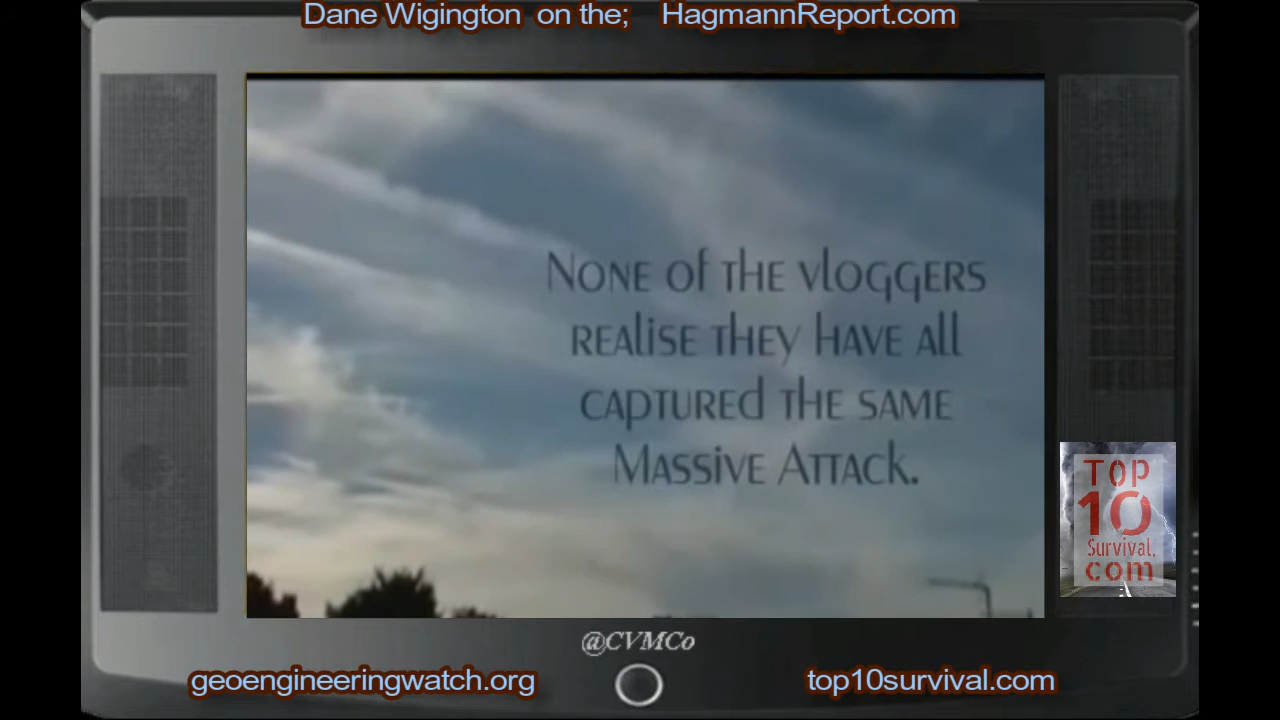 Dane Wigington on the; HagmannReport.com
None of the vloggers
realise they have all
captured the same
Massive Attack.
TOP
10
Survival.
com
@CVMCo
geoengineeringwatch.org
top10survival.com